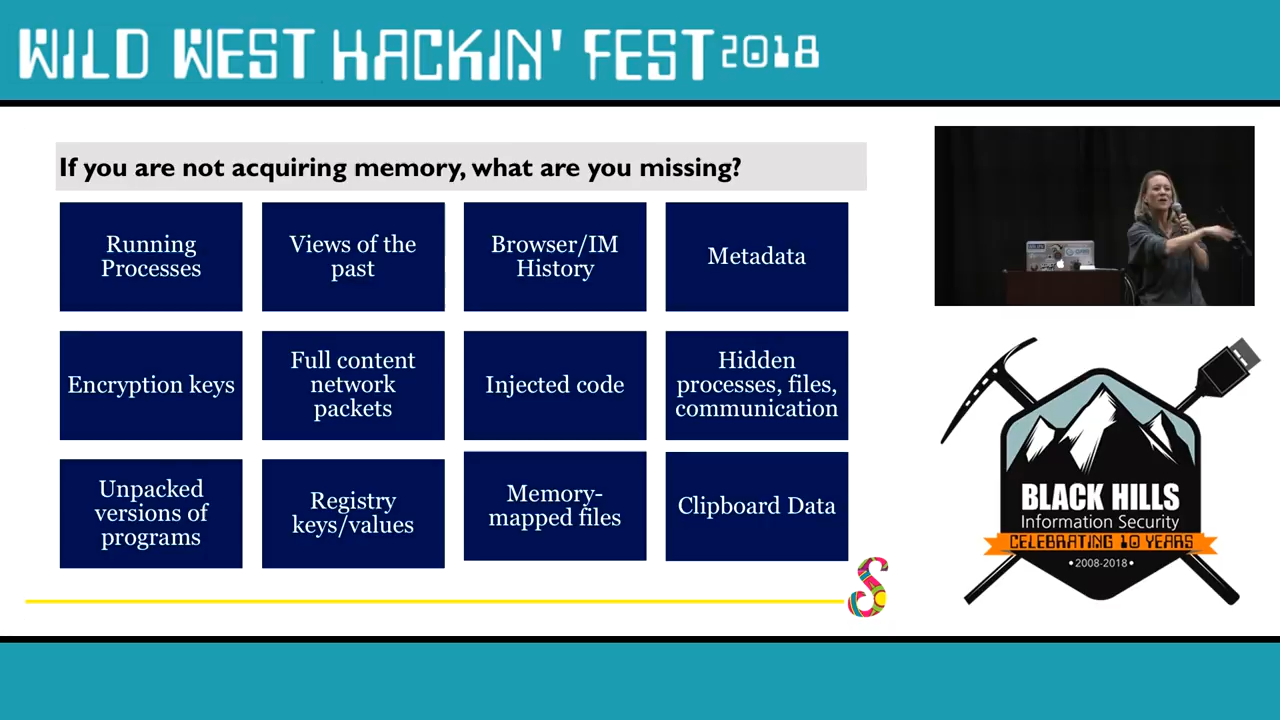 WILD WEST HACKIN' FEST 2018
If you are not acquiring memory, what are you missing?
Running
Processes
Views of the
past
Browser/IM
History
Metadata
Encryption keys
Full content
network
packets
Injected code
Hidden
processes, files,
communication
Unpacked
versions of
programs
Registry
keys/values
Memory-
mapped files
Clipboard Data
S
BLACK HILLS
Information Security
CELEBRATING 10 YEARS
•2008-2018•